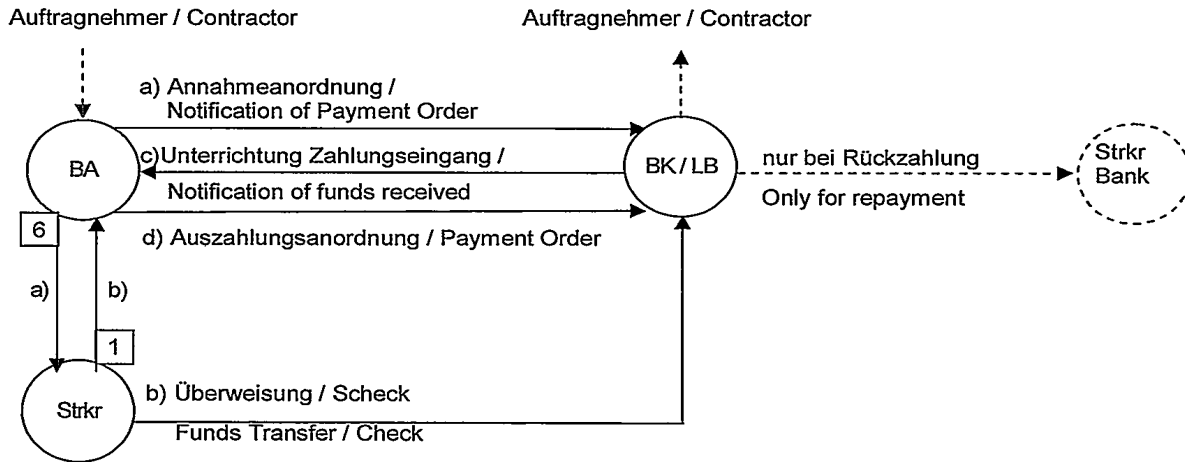 Auftragnehmer / Contractor
Auftragnehmer / Contractor
a) Annahmeanordnung /
Notification of Payment Order
BA
c)Unterrichtung Zahlungseingang /
Notification of funds received
BK / LB
nur bei Rückzahlung
Only for repayment
Strkr
Bank
d) Auszahlungsanordnung / Payment Order
6
a)
b)
1
Strkr
b) Überweisung / Scheck
Funds Transfer / Check